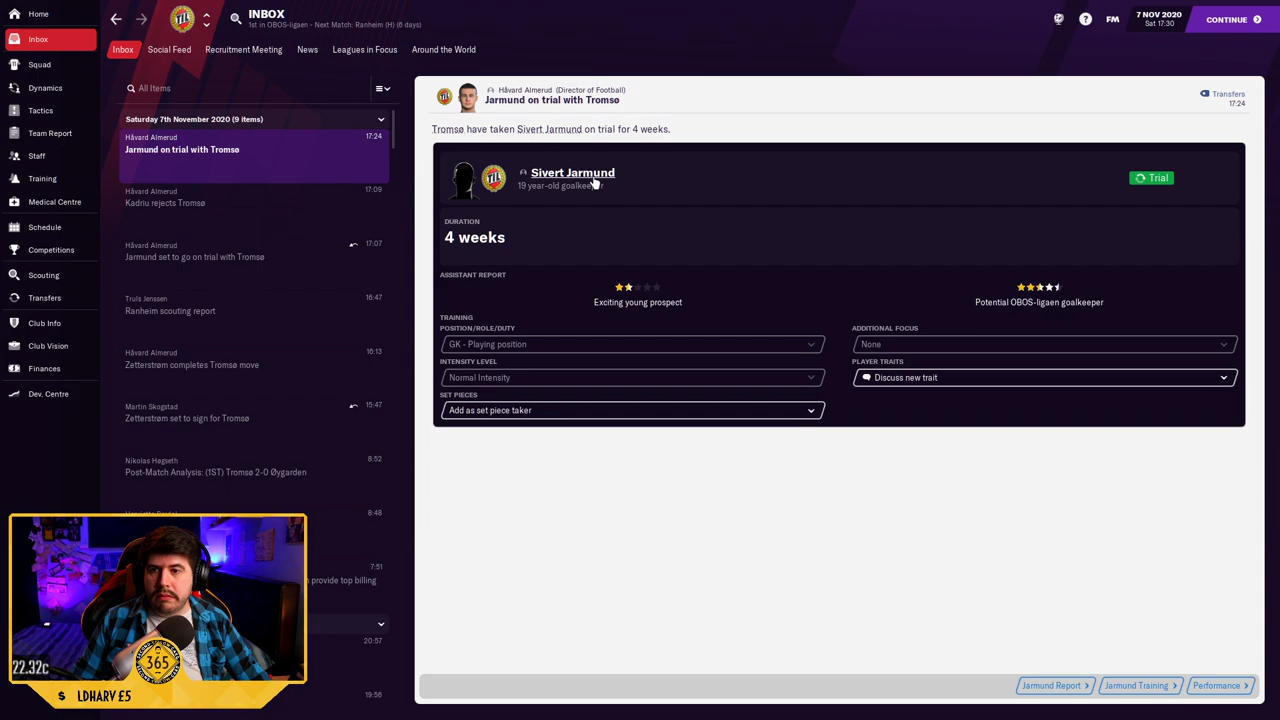 Home
Inbox
Squad
Dynamics
Tactics
Team Report
Staff
Training
Medical Centre
Schedule
Competitions
Scouting
Transfers
Club Info
Club Vision
Finances
Dev. Centre
INBOX
1st in OBOS-ligaen - Next Match: Ranheim (H) (6 days)
FM
7 NOV 2020
Sat 17:30
CONTINUE
Inbox
Social Feed
Recruitment Meeting
News
Leagues in Focus
Around the World
All Items
Saturday 7th November 2020 (9 items)
Håvard Almerud 17:24
Jarmund on trial with Tromsø
Håvard Almerud 17:09
Kadriu rejects Tromsø
Håvard Almerud 17:07
Jarmund set to go on trial with Tromsø
Truls Jenssen 16:47
Ranheim scouting report
Håvard Almerud 16:13
Zetterstrøm completes Tromsø move
Martin Skogstad 15:47
Zetterstrøm set to sign for Tromsø
Nikolas Høgseth 8:52
Post-Match Analysis: (1ST) Tromsø 2-0 Øygarden
8:48
7:51
provide top billing
20:57
19:56
Håvard Almerud (Director of Football)
Jarmund on trial with Tromsø
Transfers
17:24
Tromsø have taken Sivert Jarmund on trial for 4 weeks.
Sivert Jarmund
19 year-old goalkeeper
Trial
DURATION
4 weeks
ASSISTANT REPORT
Exciting young prospect
Potential OBOS-ligaen goalkeeper
TRAINING
POSITION/ROLE/DUTY
GK - Playing position
ADDITIONAL FOCUS
None
INTENSITY LEVEL
Normal Intensity
PLAYER TRAITS
Discuss new trait
SET PIECES
Add as set piece taker
Jarmund Report
Jarmund Training
Performance
22.32c
365
$ LDHARY £5